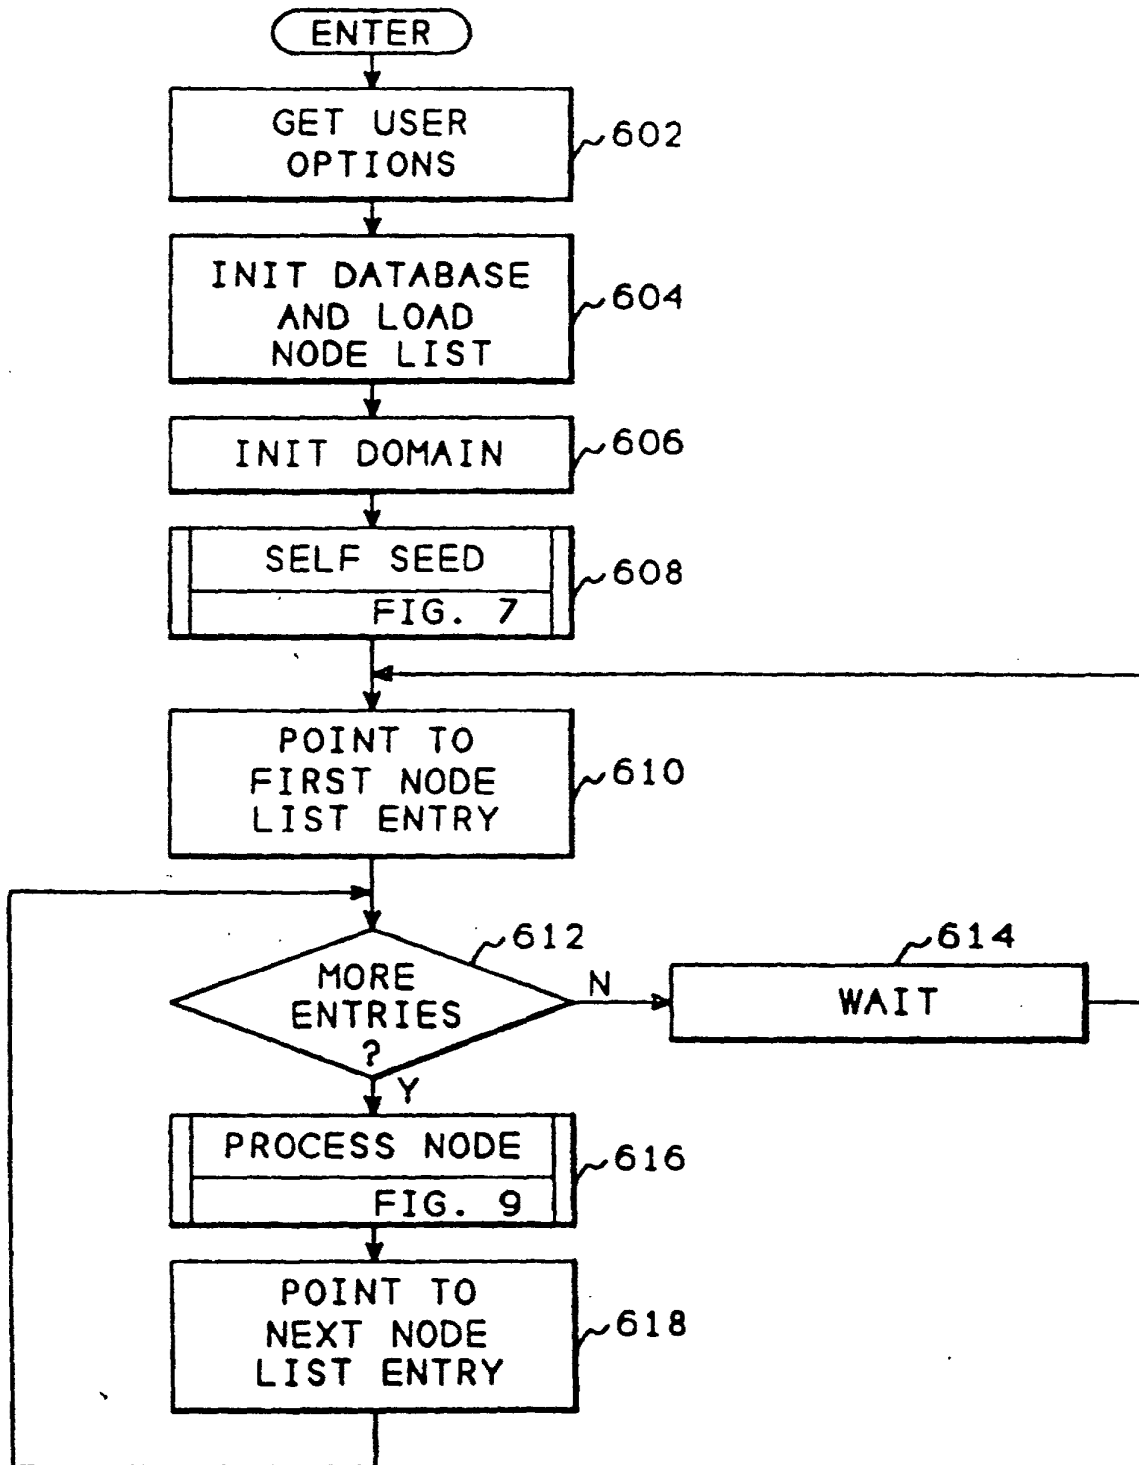 ENTER
GET USER
OPTIONS
602
INIT DATABASE
AND LOAD
NODE LIST
604
INIT DOMAIN
606
SELF SEED
FIG. 7
608
POINT TO
FIRST NODE
LIST ENTRY
610
MORE
ENTRIES
?
612
N
614
WAIT
Y
PROCESS NODE
FIG. 9
616
POINT TO
NEXT NODE
LIST ENTRY
618